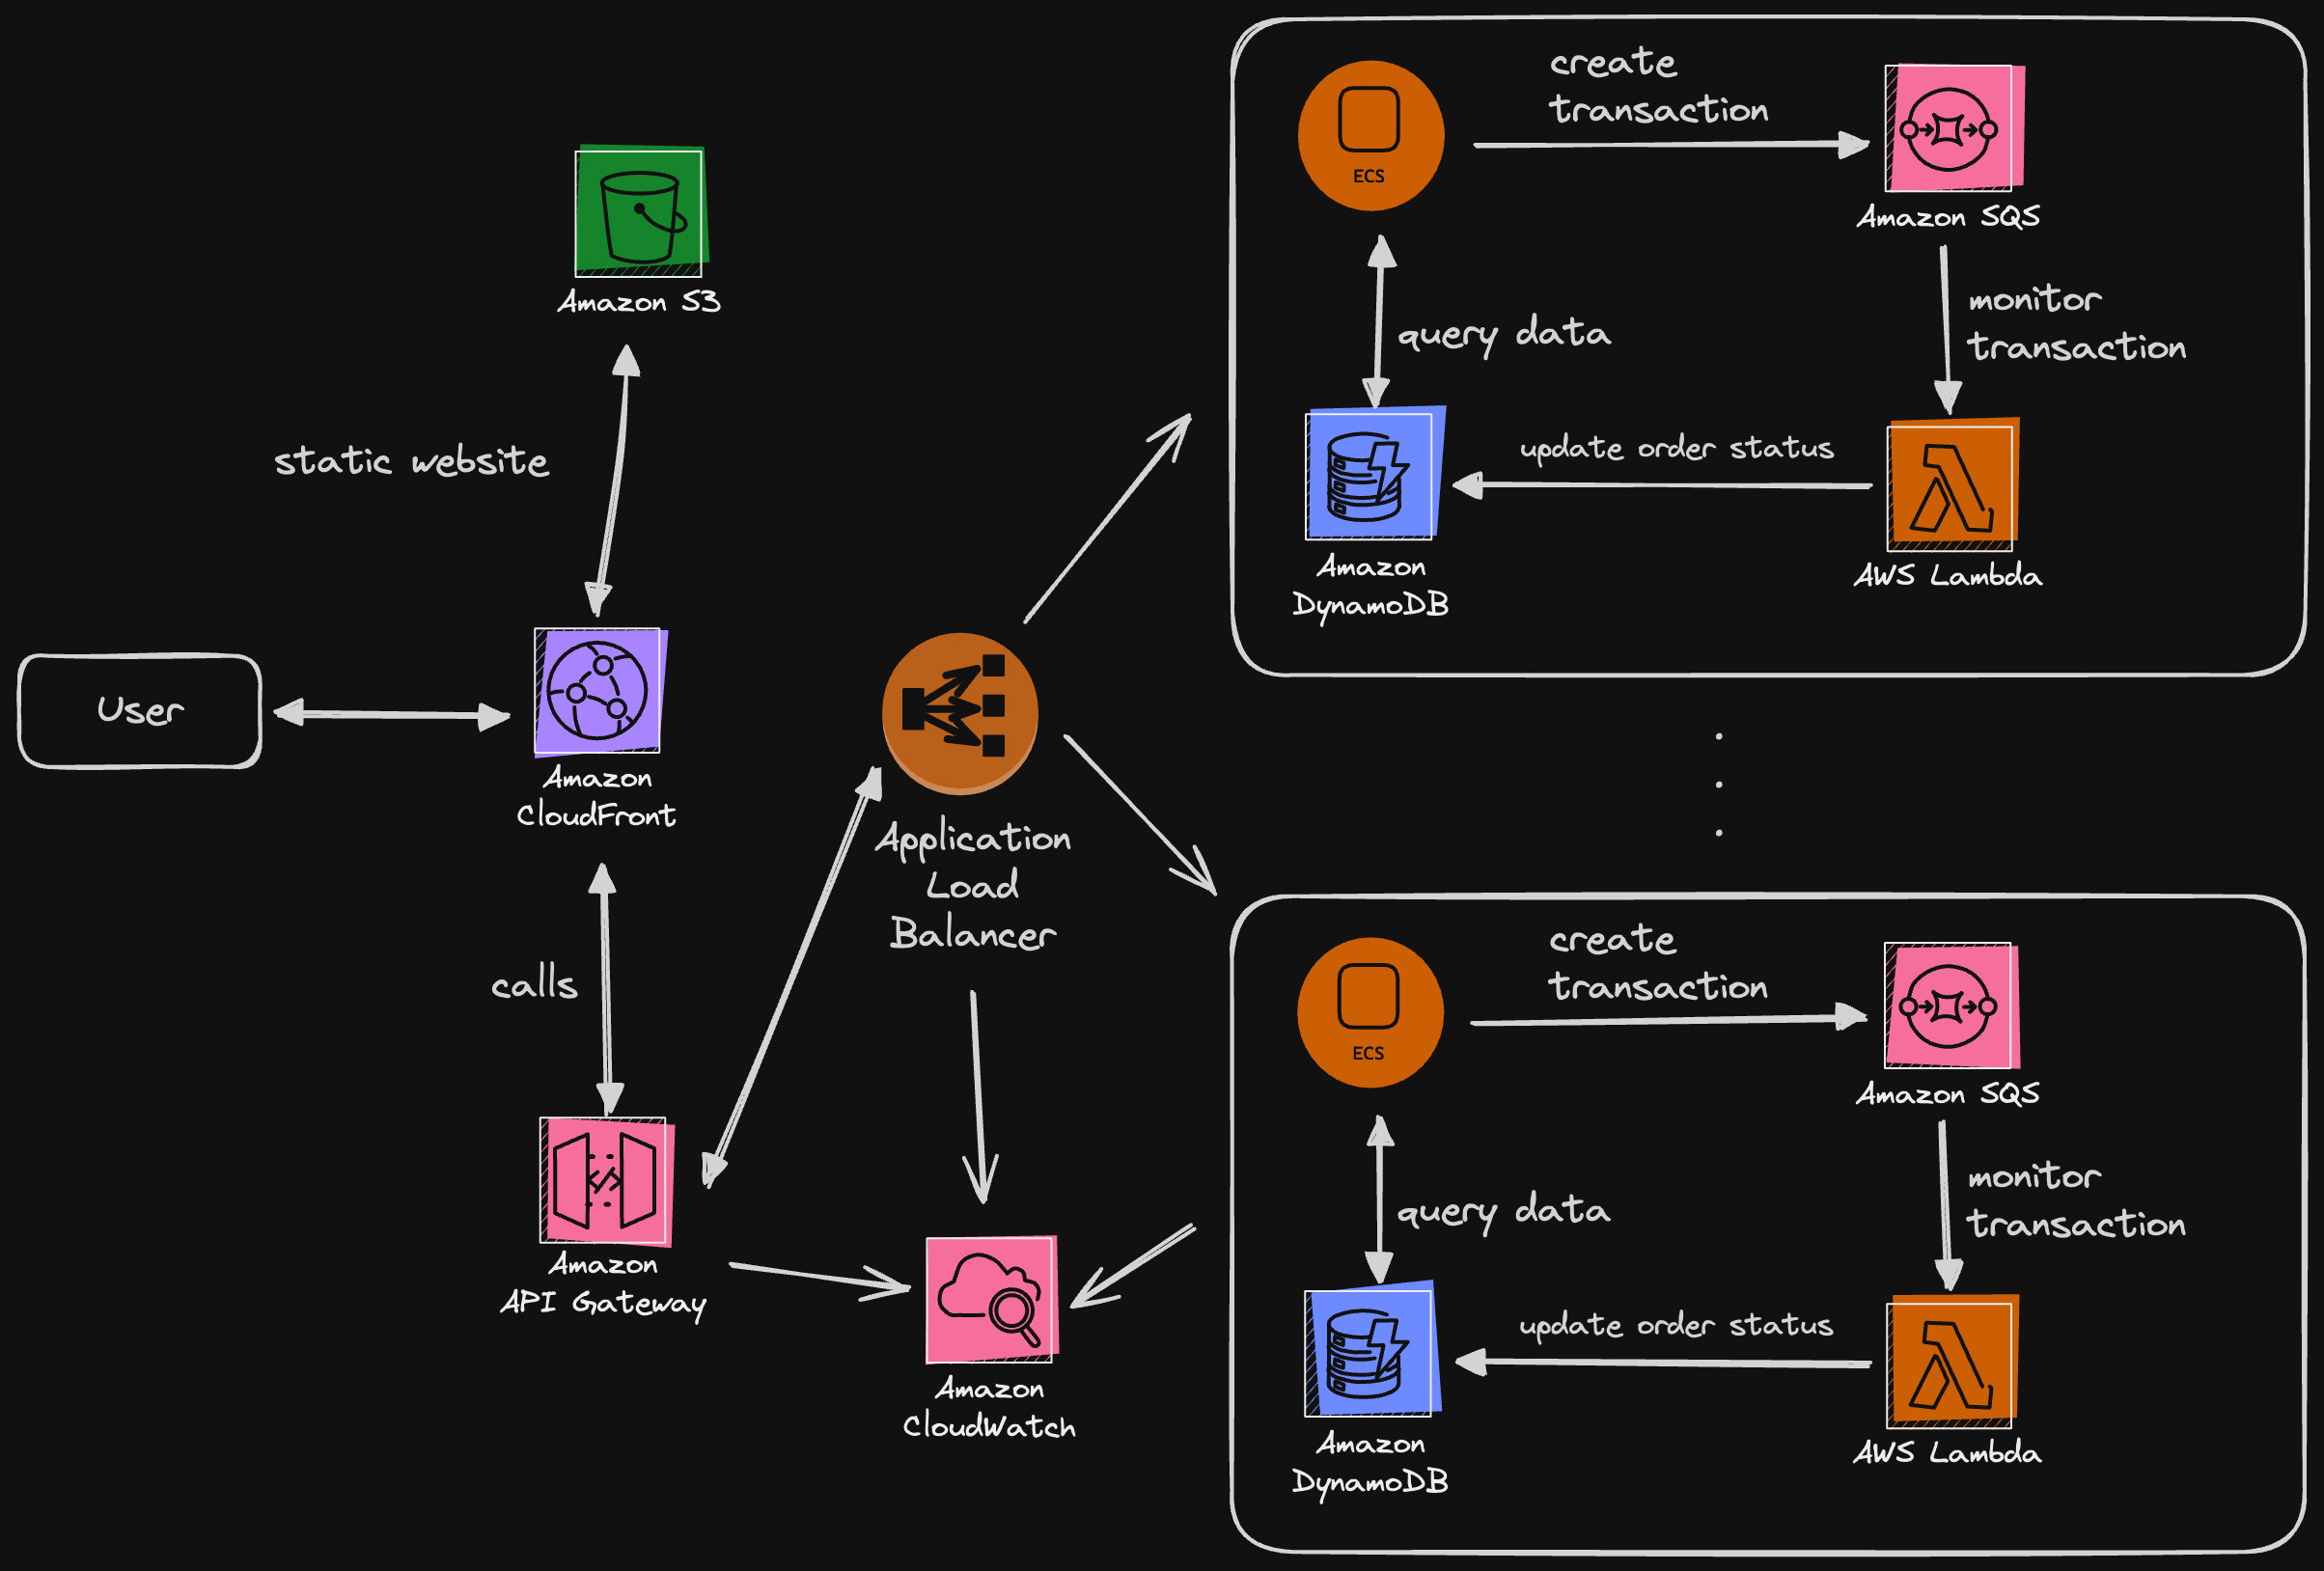 create
transaction
ECS
Amazon SQS
Amazon S3
monitor
transaction
query data
static website
update order status
Amazon
DynamoDB
AWS Lambda
User
Amazon
CloudFront
Application
Load
Balancer
calls
create
transaction
ECS
Amazon SQS
monitor
transaction
query data
Amazon
API Gateway
update order status
Amazon
CloudWatch
Amazon
DynamoDB
AWS Lambda